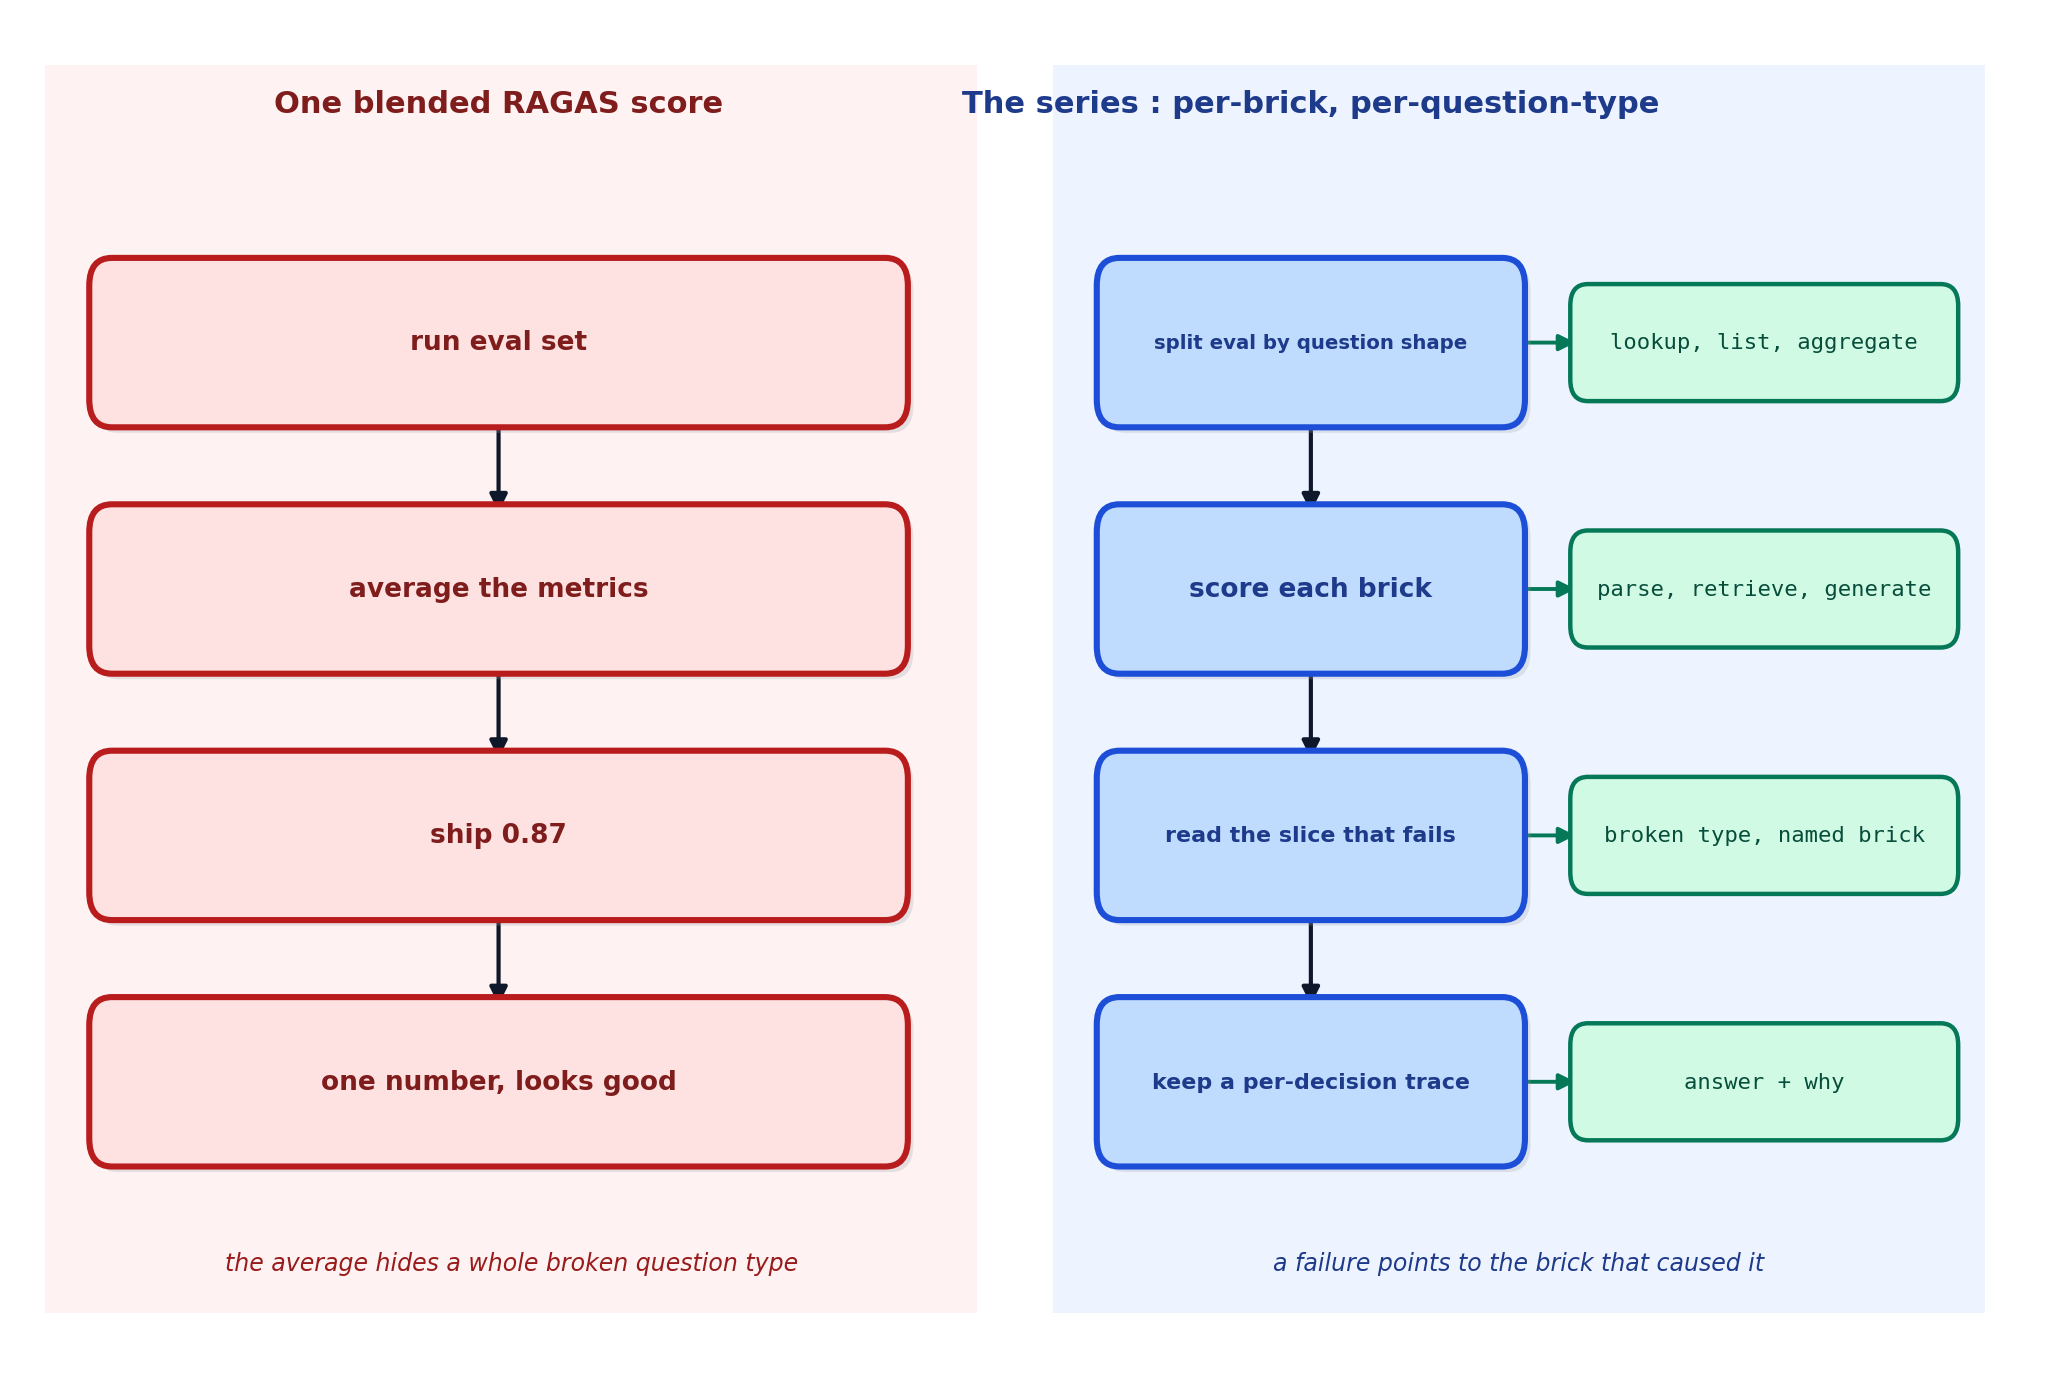 One blended RAGAS score
run eval set
average the metrics
ship 0.87
one number, looks good
the average hides a whole broken question type
The series : per-brick, per-question-type
split eval by question shape
lookup, list, aggregate
score each brick
parse, retrieve, generate
read the slice that fails
broken type, named brick
keep a per-decision trace
answer + why
a failure points to the brick that caused it